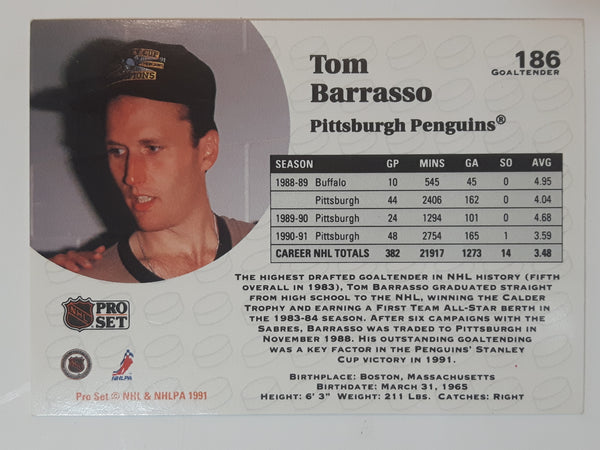 CUP
CHAMPIONS
Tom
Barrasso
186
GOALTENDER
Pittsburgh Penguins®
SEASON GP MINS GA SO AVG
1988-89 Buffalo 10 545 45 0 4.95
Pittsburgh 44 2406 162 0 4.04
1989-90 Pittsburgh 24 1294 101 0 4.68
1990-91 Pittsburgh 48 2754 165 1 3.59
CAREER NHL TOTALS 382 21917 1273 14 3.48
THE HIGHEST DRAFTED GOALTENDER IN NHL HISTORY (FIFTH
OVERALL IN 1983), TOM BARRASSO GRADUATED STRAIGHT
FROM HIGH SCHOOL TO THE NHL, WINNING THE CALDER
TROPHY AND EARNING A FIRST TEAM ALL-STAR BERTH IN
THE 1983-84 SEASON. AFTER SIX CAMPAIGNS WITH THE
SABRES, BARRASSO WAS TRADED TO PITTSBURGH IN
NOVEMBER 1988. HIS OUTSTANDING GOALTENDING
WAS A KEY FACTOR IN THE PENGUINS' STANLEY
CUP VICTORY IN 1991.
BIRTHPLACE: BOSTON, MASSACHUSETTS
BIRTHDATE: MARCH 31, 1965
HEIGHT: 6' 3" WEIGHT: 211 LBS. CATCHES: RIGHT
NHL PRO
SET
NHLPA
Pro Set © NHL & NHLPA 1991